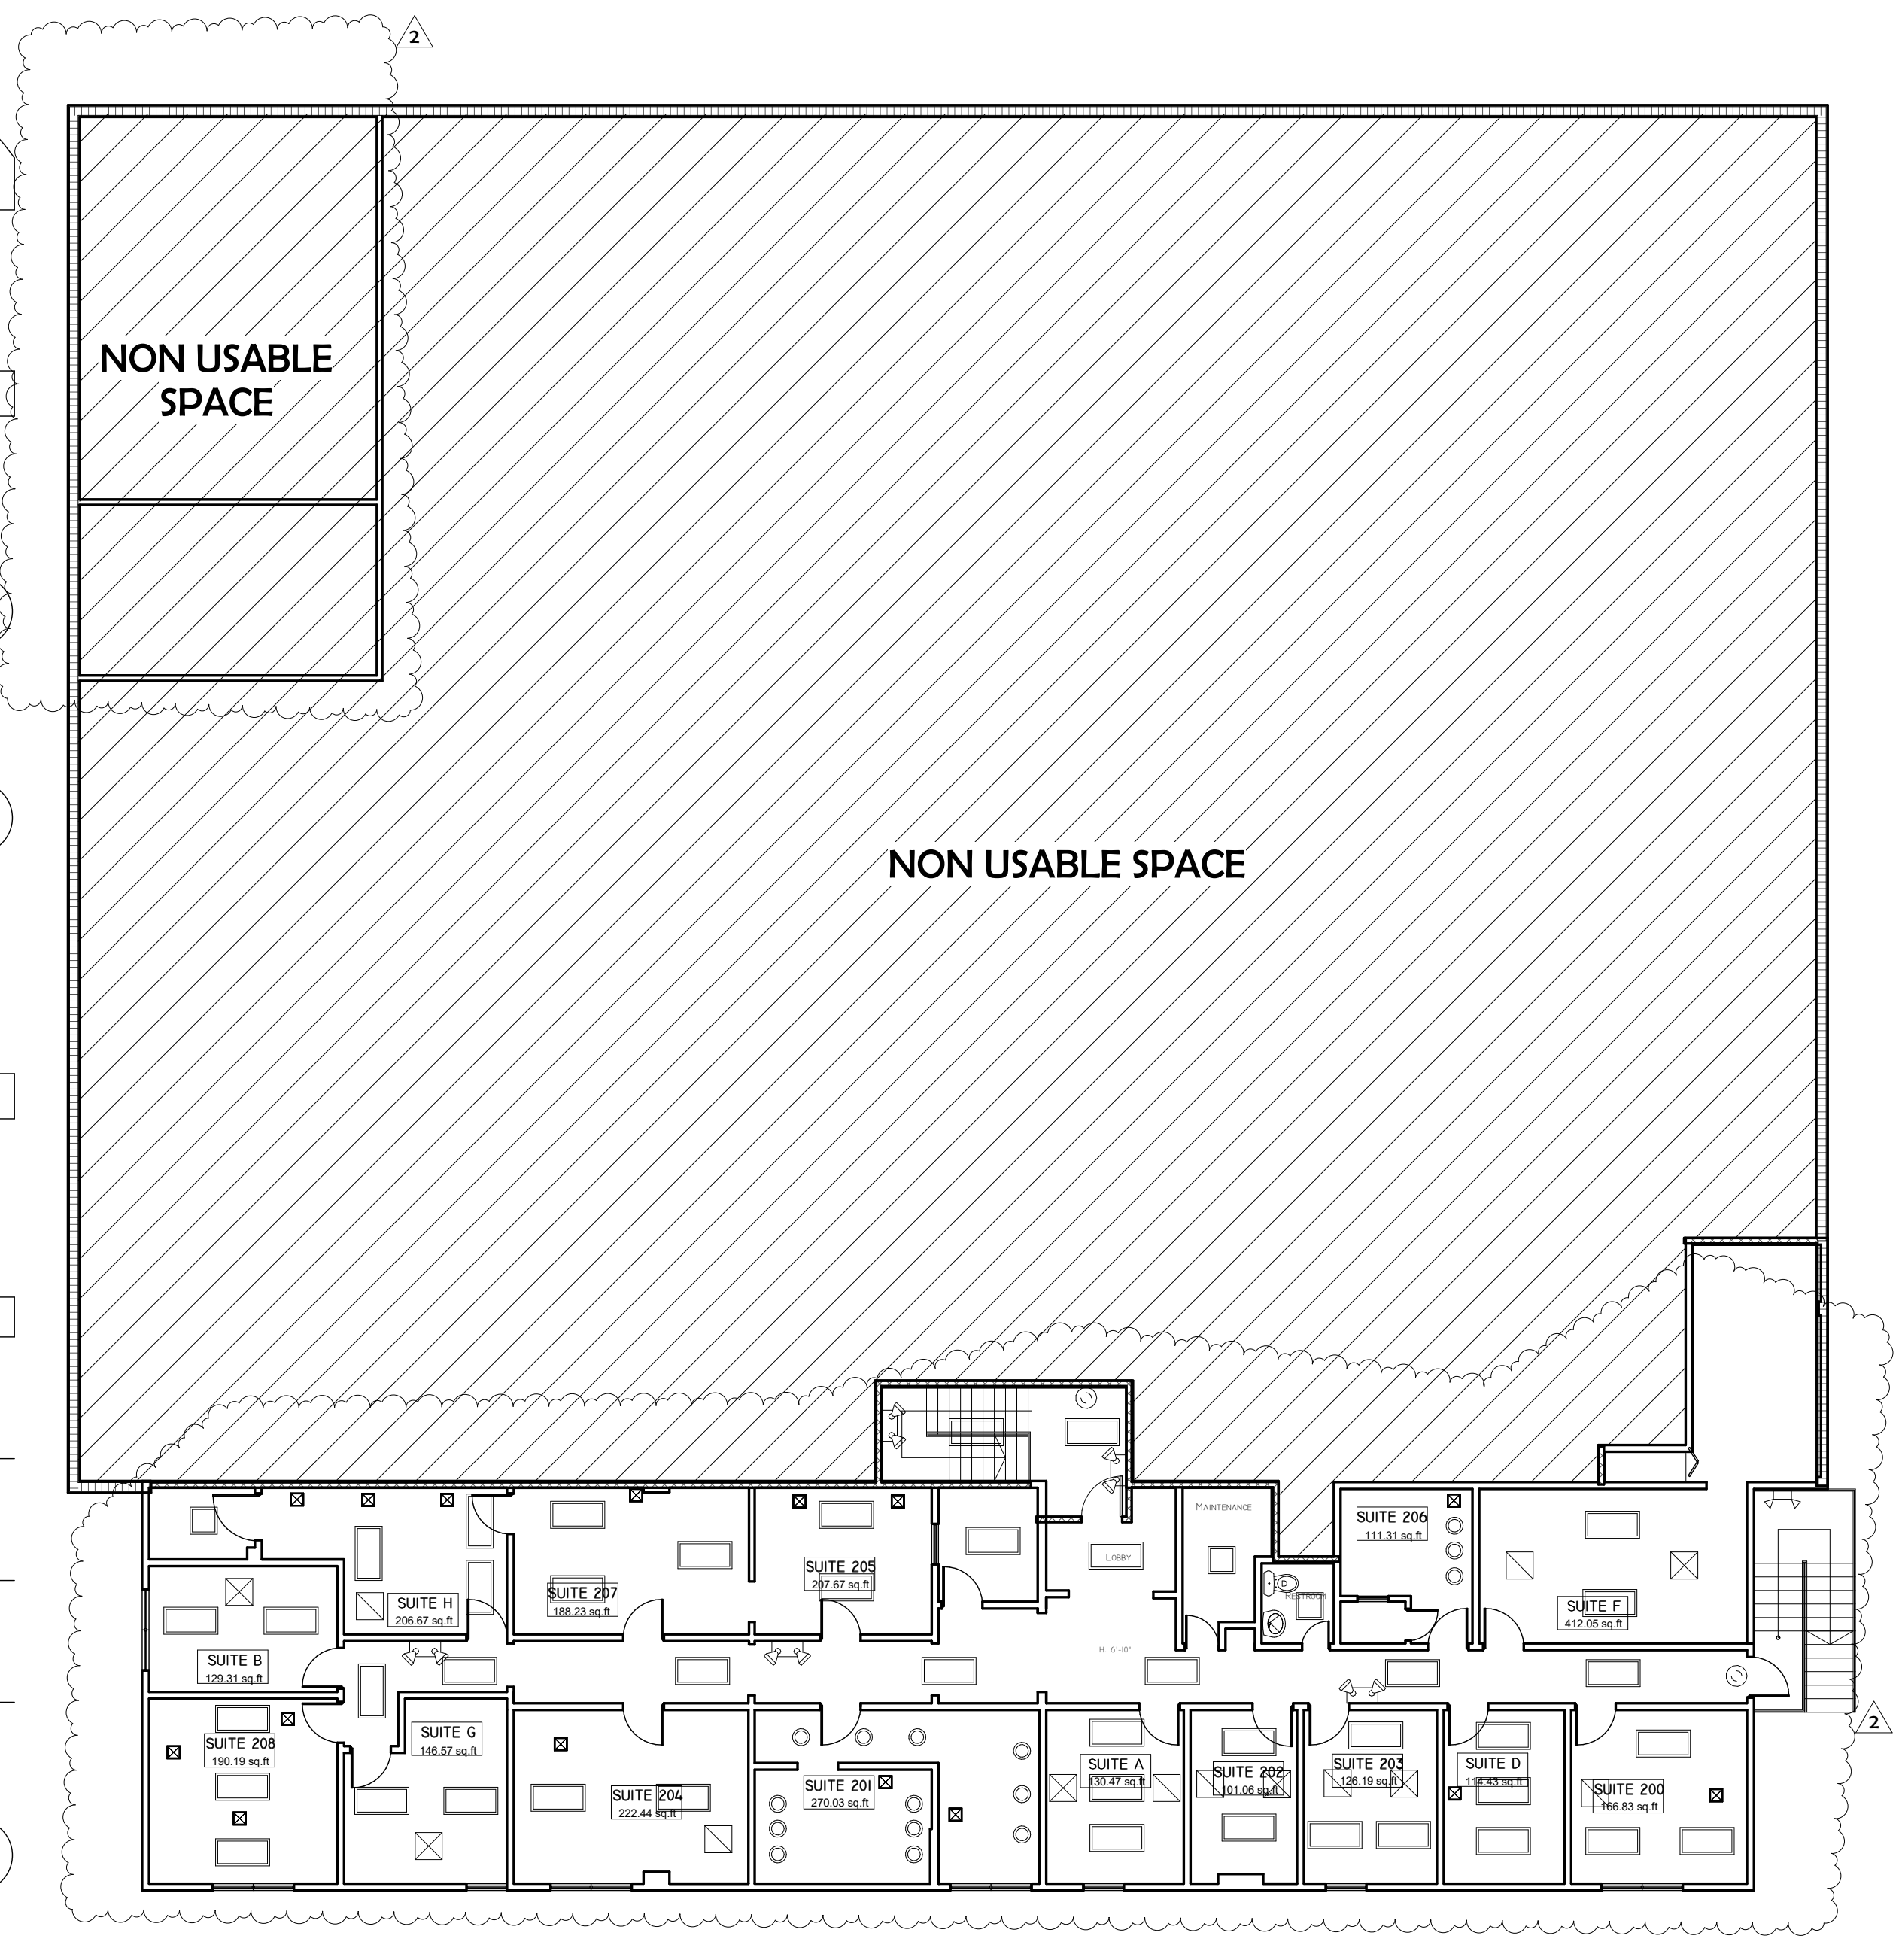 2
NON USABLE
SPACE
NON USABLE SPACE
MAINTENANCE
LOBBY
RESTROOM
H. 6'-10"
SUITE 206
111.31 sq.ft
SUITE 205
207.67 sq.ft
SUITE 207
188.23 sq.ft
SUITE H
206.67 sq.ft
SUITE F
412.05 sq.ft
SUITE B
129.31 sq.ft
2
SUITE G
146.57 sq.ft
SUITE 208
190.19 sq.ft
SUITE 204
222.44 sq.ft
SUITE 201
270.03 sq.ft
SUITE A
130.47 sq.ft
SUITE 202
101.06 sq.ft
SUITE 203
126.19 sq.ft
SUITE D
114.43 sq.ft
SUITE 200
166.83 sq.ft